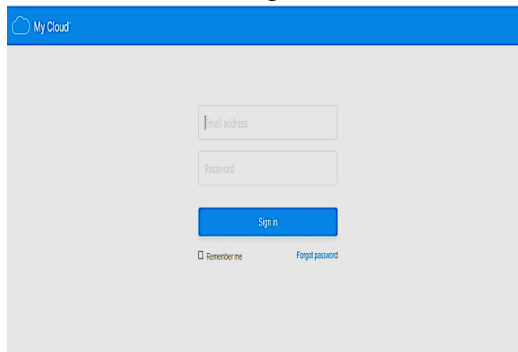 My Cloud
Email address
Password
Sign in
Remember me
Forgot password